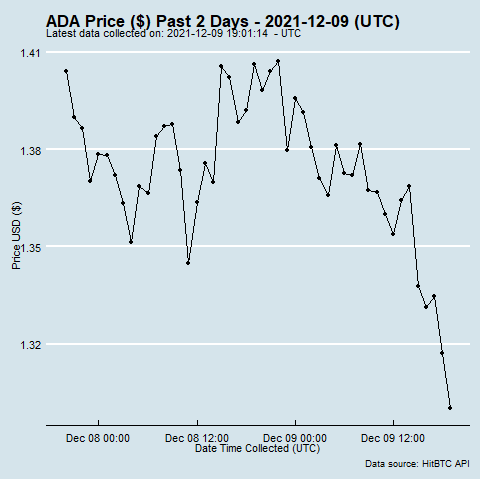 ADA Price ($) Past 2 Days - 2021-12-09 (UTC)
Latest data collected on: 2021-12-09 19:01:14 - UTC
1.41
1.38
1.35
1.32
Price USD ($)
Dec 08 00:00 Dec 08 12:00 Dec 09 00:00 Dec 09 12:00
Date Time Collected (UTC)
Data source: HitBTC API